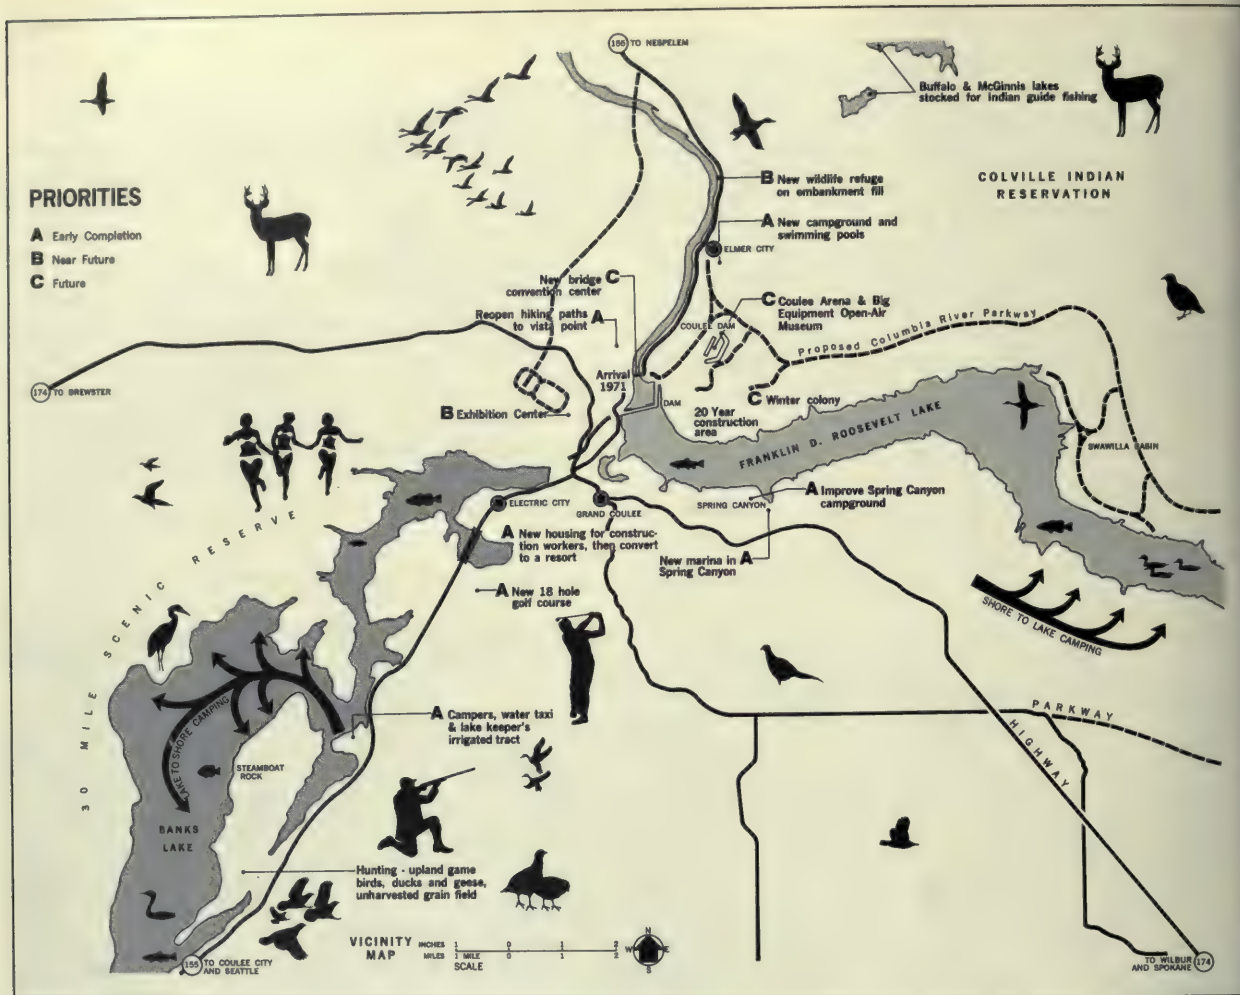 155 TO NESPELEM
Buffalo & McGinnis lakes
stocked for Indian guide fishing
COLVILLE INDIAN
RESERVATION
PRIORITIES
A Early Completion
B Near Future
C Future
B New wildlife refuge
on embankment fill
A New campground and
swimming pools
ELMER CITY
New bridge C
convention center
Reopen hiking paths A
to vista point
C Coulee Arena & Big
Equipment Open-Air
Museum
COULEE DAM
Proposed Columbia River Parkway
174 TO BREWSTER
Arrival
1971
DAM
B Exhibition Center
C Winter colony
20 Year
construction
area
FRANKLIN D. ROOSEVELT LAKE
SWAWILLA BASIN
ELECTRIC CITY
GRAND COULEE
SPRING CANYON
A Improve Spring Canyon
campground
A New housing for construc-
tion workers, then convert
to a resort
New marina in A
Spring Canyon
A New 18 hole
golf course
SHORE TO LAKE CAMPING
30 MILE SCENIC RESERVE
LAKE TO SHORE CAMPING
A Campers, water taxi
& lake keeper's
irrigated tract
STEAMBOAT
ROCK
BANKS
LAKE
PARKWAY
HIGHWAY
Hunting - upland game
birds, ducks and geese,
unharvested grain field
VICINITY
MAP
INCHES 1 0 1 2
MILES 1 MILE 0 1 2
SCALE
N
W E
S
155 TO COULEE CITY
AND SEATTLE
TO WILBUR
AND SPOKANE 174